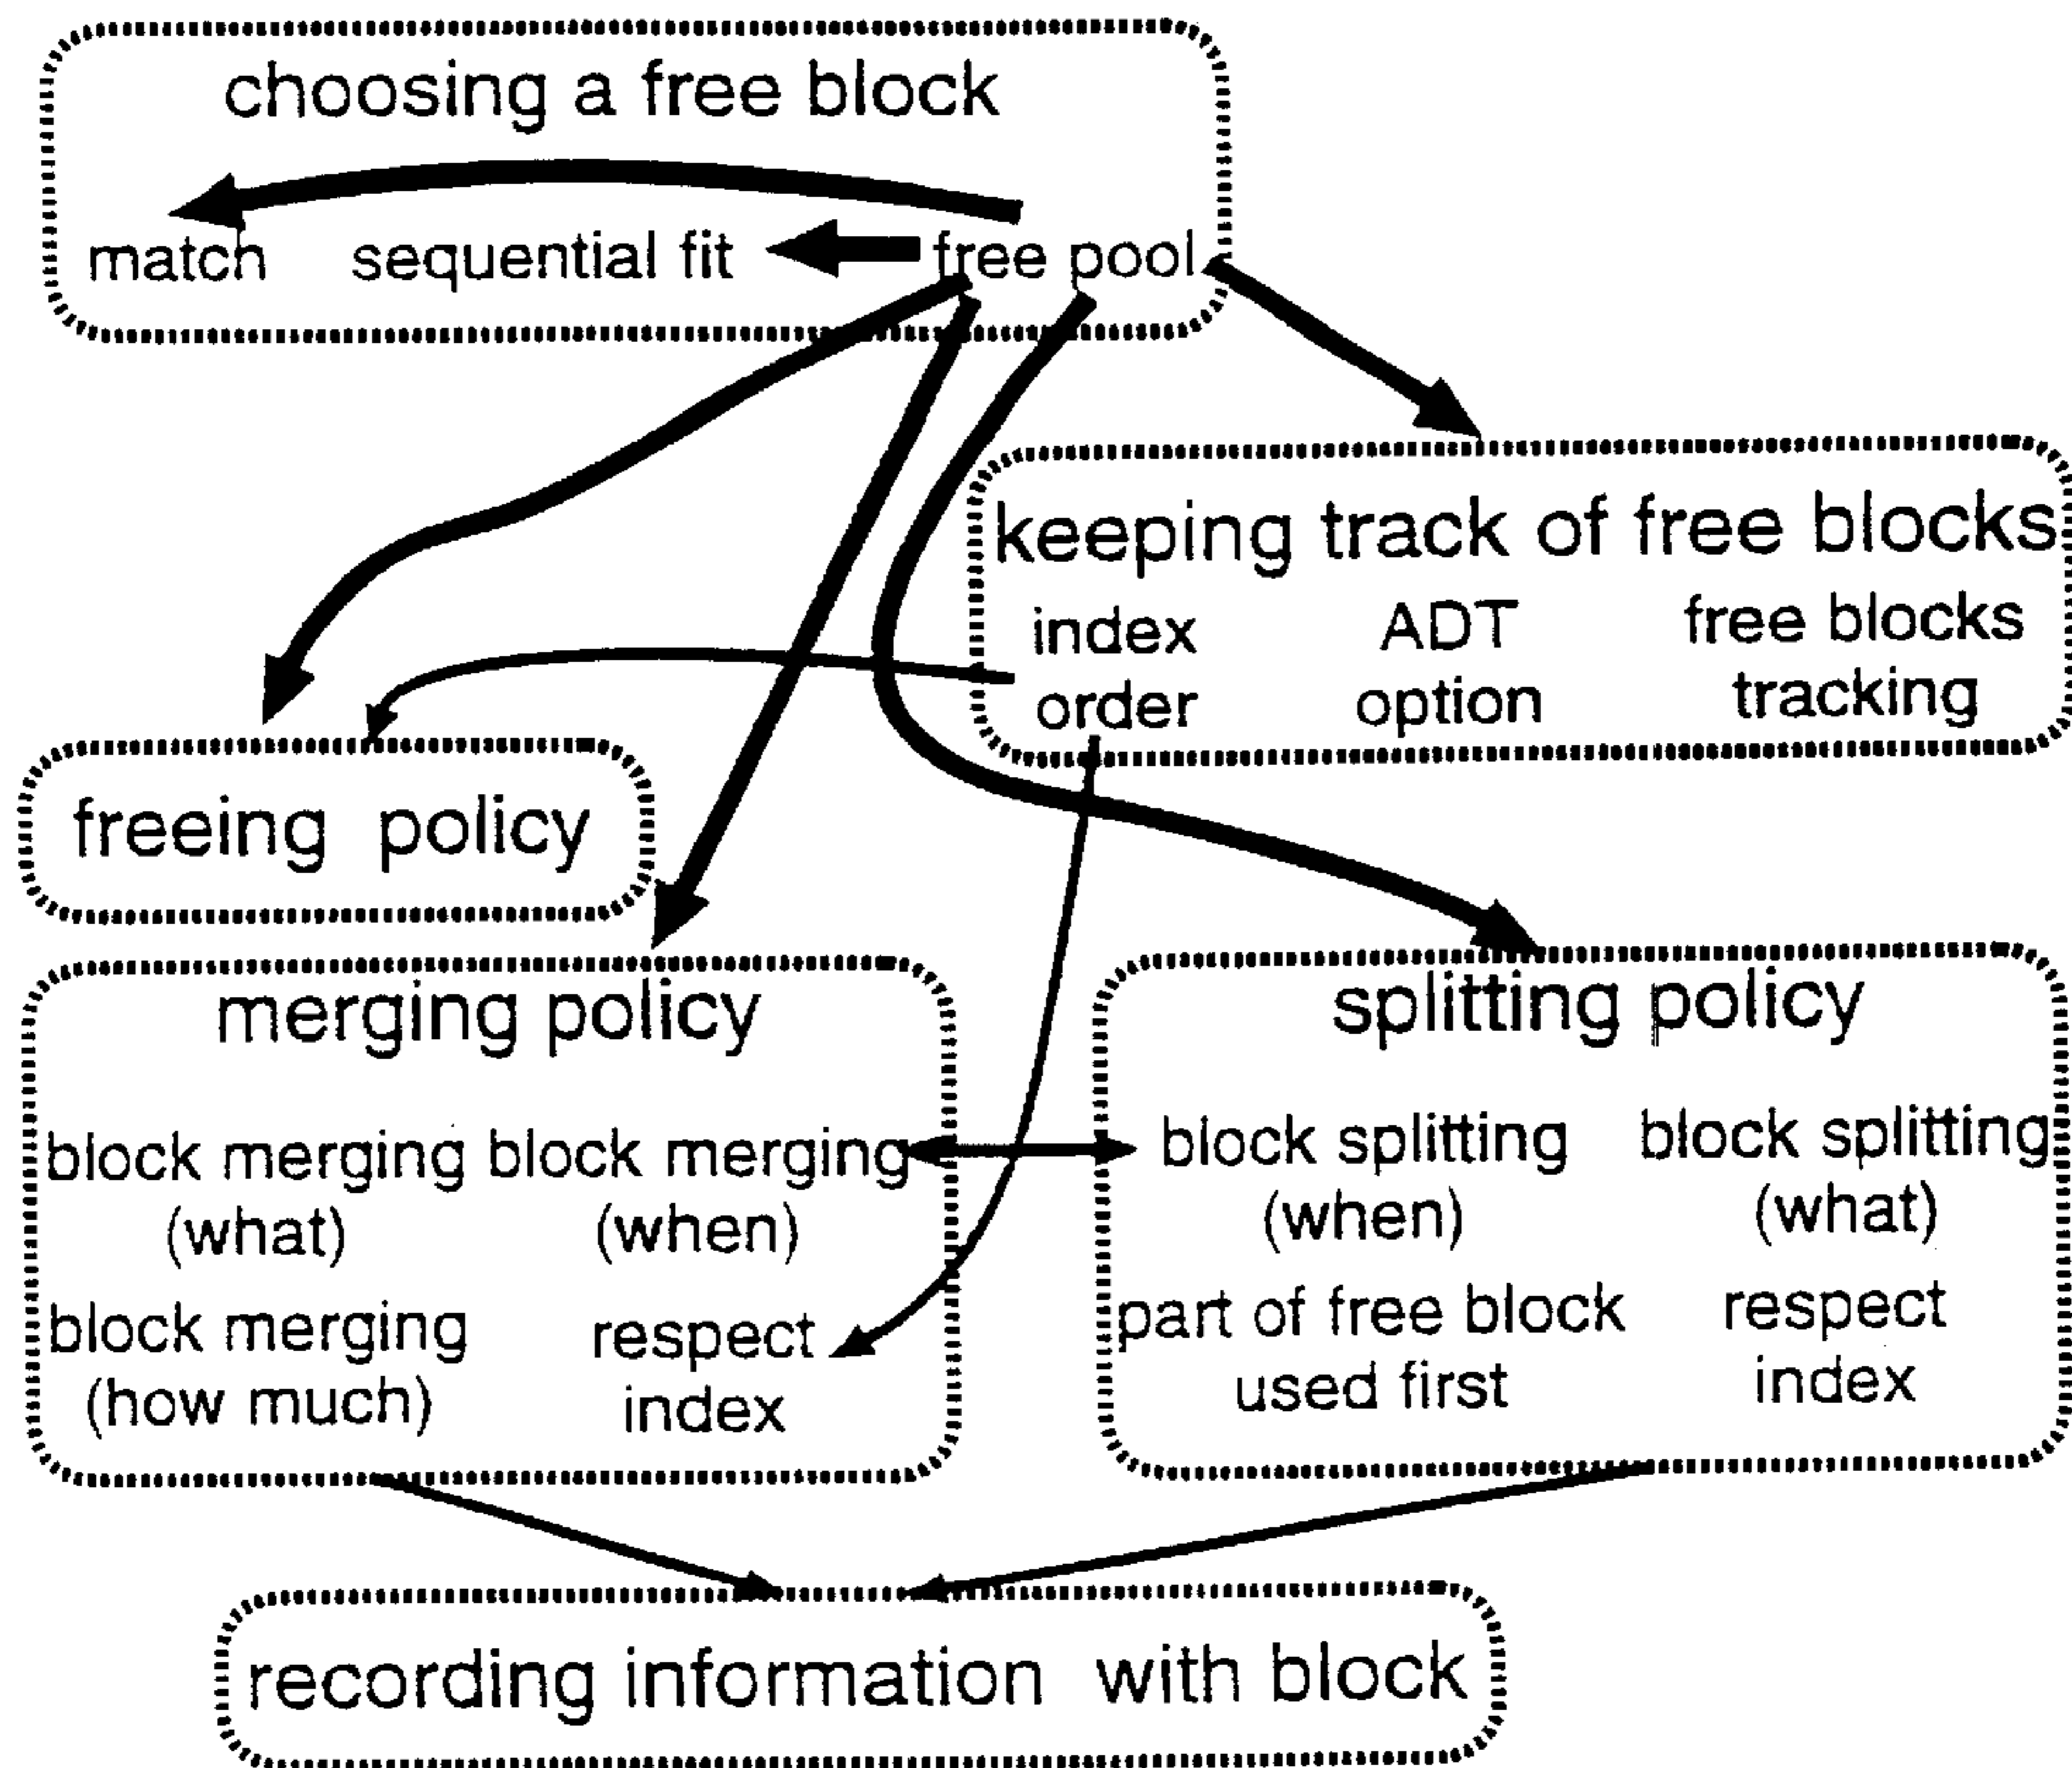 choosing a free block
match sequential fit free pool
keeping track of free blocks
index ADT free blocks
order option tracking
freeing policy
merging policy
block merging block merging
(what) (when)
block merging respect
(how much) index
splitting policy
block splitting block splitting
(when) (what)
part of free block respect
used first index
recording information with block